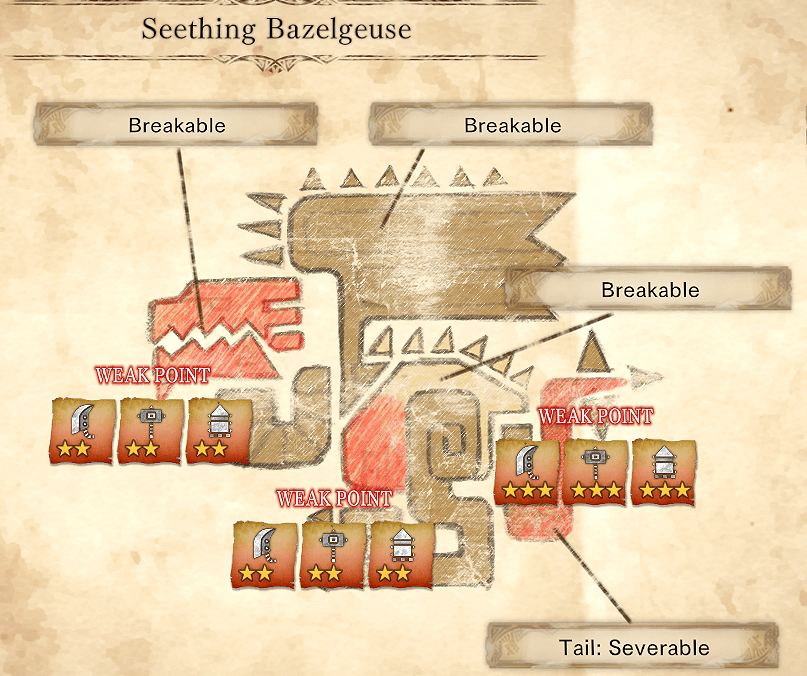 Seething Bazelgeuse
Breakable
Breakable
Breakable
WEAK POINT
WEAK POINT
WEAK POINT
Tail: Severable